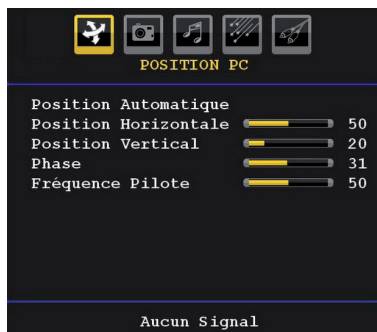 POSITION PC
Position Automatique
Position Horizontale 50
Position Vertical 20
Phase 31
Fréquence Pilote 50
Aucun Signal